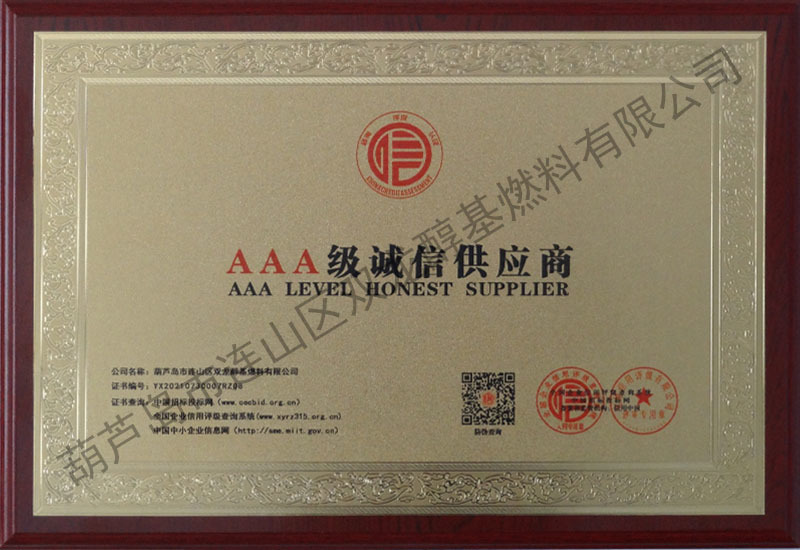 CHINA CREDIT ASSESSMENT
AAA级诚信供应商
AAA LEVEL HONEST SUPPLIER
公司名称：葫芦岛市连山区双龙醇基燃料有限公司
证书编号：YX20210730007RZ08
证书查询：中国招标投标网（www.cecbid.org.cn）
全国企业信用评级查询系统（www.xyrz315.org.cn）
中国中小企业信息网（http://sme.miit.gov.cn）
防伪查询
葫芦岛市连山区双龙醇基燃料有限公司